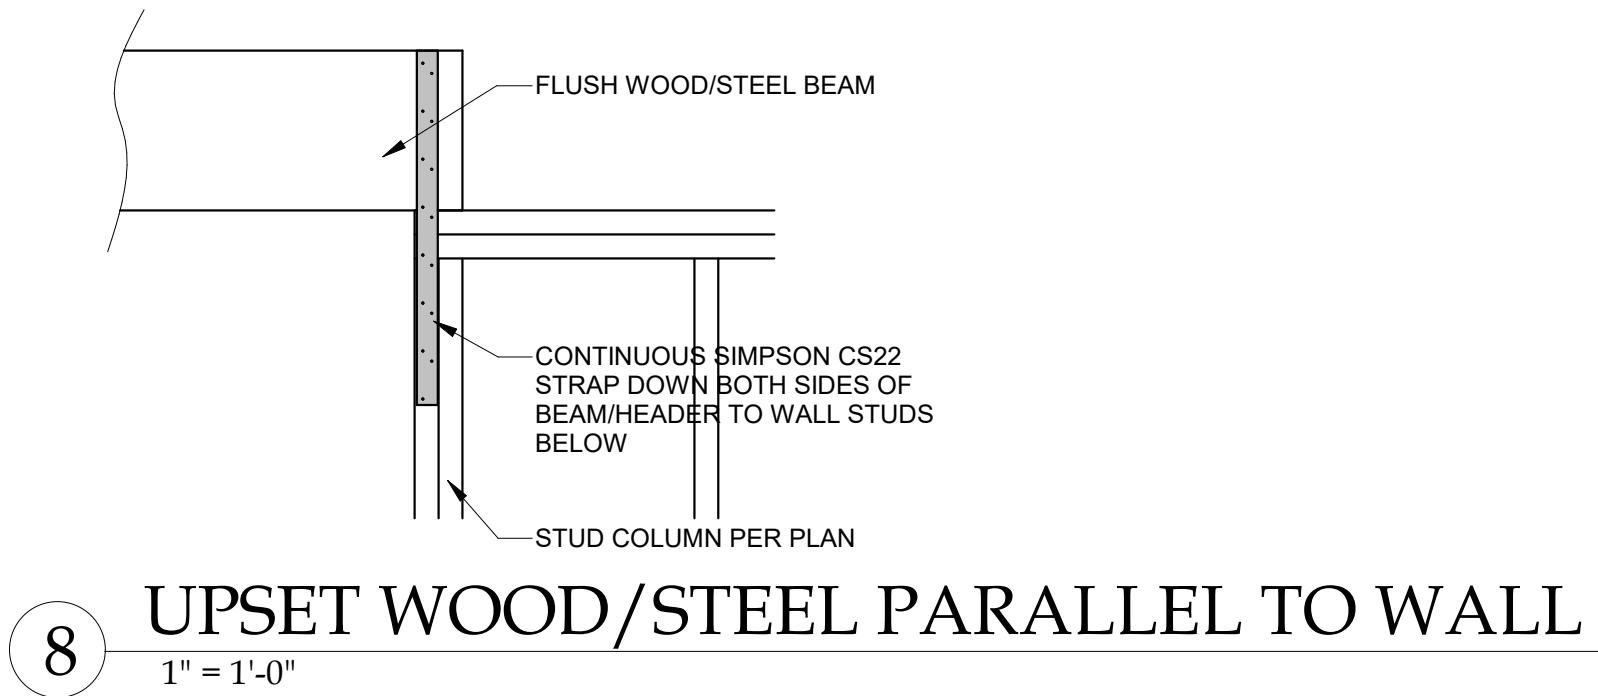 FLUSH WOOD/STEEL BEAM
CONTINUOUS SIMPSON CS22
STRAP DOWN BOTH SIDES OF
BEAM/HEADER TO WALL STUDS
BELOW
STUD COLUMN PER PLAN
8
UPSET WOOD/STEEL PARALLEL TO WALL
1" = 1'-0"